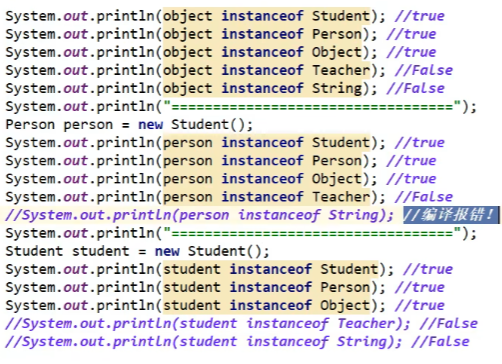 System.out.println(object instanceof Student); //true
System.out.println(object instanceof Person); //true
System.out.println(object instanceof Object); //true
System.out.println(object instanceof Teacher); //False
System.out.println(object instanceof String); //False
System.out.println("==================================");
Person person = new Student();
System.out.println(person instanceof Student); //true
System.out.println(person instanceof Person); //true
System.out.println(person instanceof Object); //true
System.out.println(person instanceof Teacher); //False
//System.out.println(person instanceof String); //编译报错！
System.out.println("==================================");
Student student = new Student();
System.out.println(student instanceof Student); //true
System.out.println(student instanceof Person); //true
System.out.println(student instanceof Object); //true
//System.out.println(student instanceof Teacher); //False
//System.out.println(student instanceof String); //False